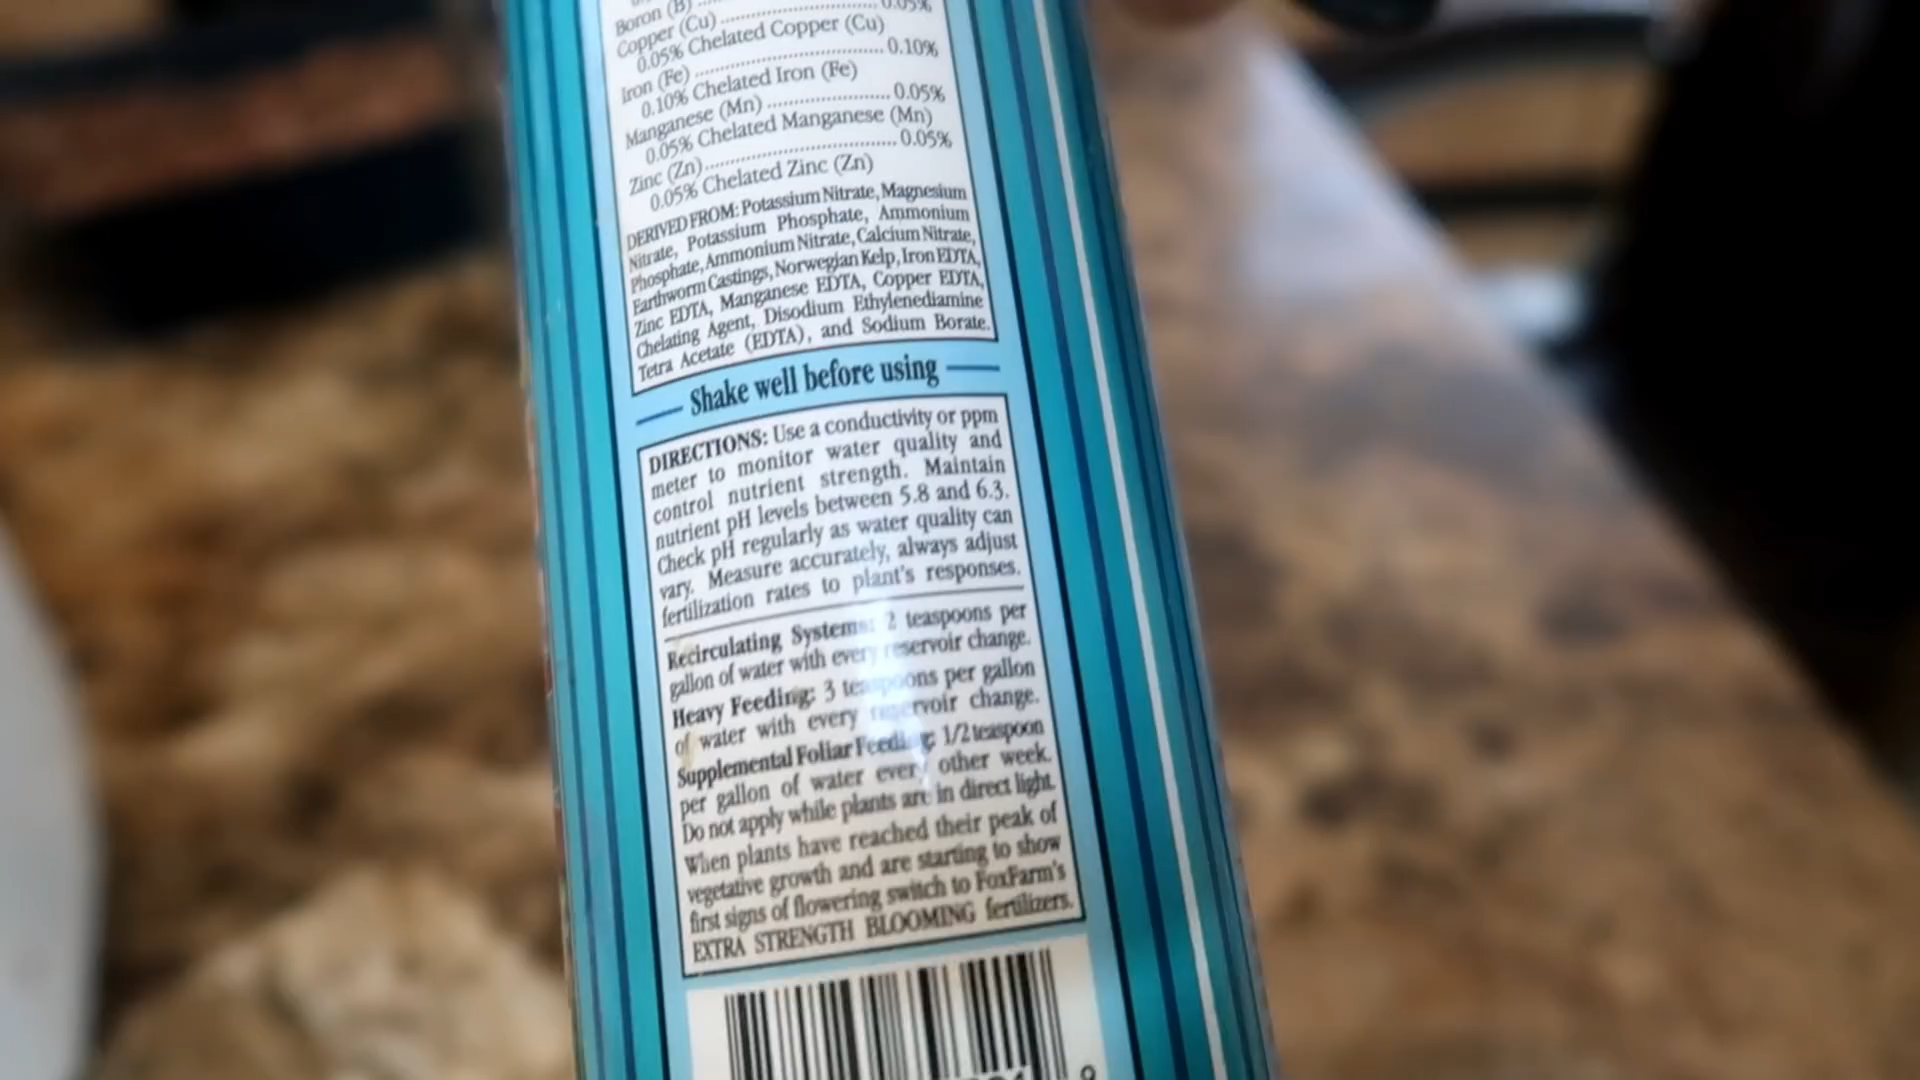 Boron (B) ..... 0.05%
Copper (Cu) ..............................
0.05% Chelated Copper (Cu)
Iron (Fe) .................................... 0.10%
0.10% Chelated Iron (Fe)
Manganese (Mn) ....................... 0.05%
0.05% Chelated Manganese (Mn)
Zinc (Zn)..................................... 0.05%
0.05% Chelated Zinc (Zn)
DERIVED FROM: Potassium Nitrate, Magnesium
Nitrate, Potassium Phosphate, Ammonium
Phosphate, Ammonium Nitrate, Calcium Nitrate,
Earthworm Castings, Norwegian Kelp, Iron EDTA,
Zinc EDTA, Manganese EDTA, Copper EDTA,
Chelating Agent, Disodium Ethylenediamine
Tetra Acetate (EDTA), and Sodium Borate.
Shake well before using
DIRECTIONS: Use a conductivity or ppm
meter to monitor water quality and
control nutrient strength. Maintain
nutrient pH levels between 5.8 and 6.3.
Check pH regularly as water quality can
vary. Measure accurately, always adjust
fertilization rates to plant's responses.
Recirculating Systems: 2 teaspoons per
gallon of water with every reservoir change.
Heavy Feeding: 3 teaspoons per gallon
of water with every reservoir change.
Supplemental Foliar Feeding: 1/2 teaspoon
per gallon of water every other week.
Do not apply while plants are in direct light.
When plants have reached their peak of
vegetative growth and are starting to show
first signs of flowering switch to FoxFarm's
EXTRA STRENGTH BLOOMING fertilizers.
9